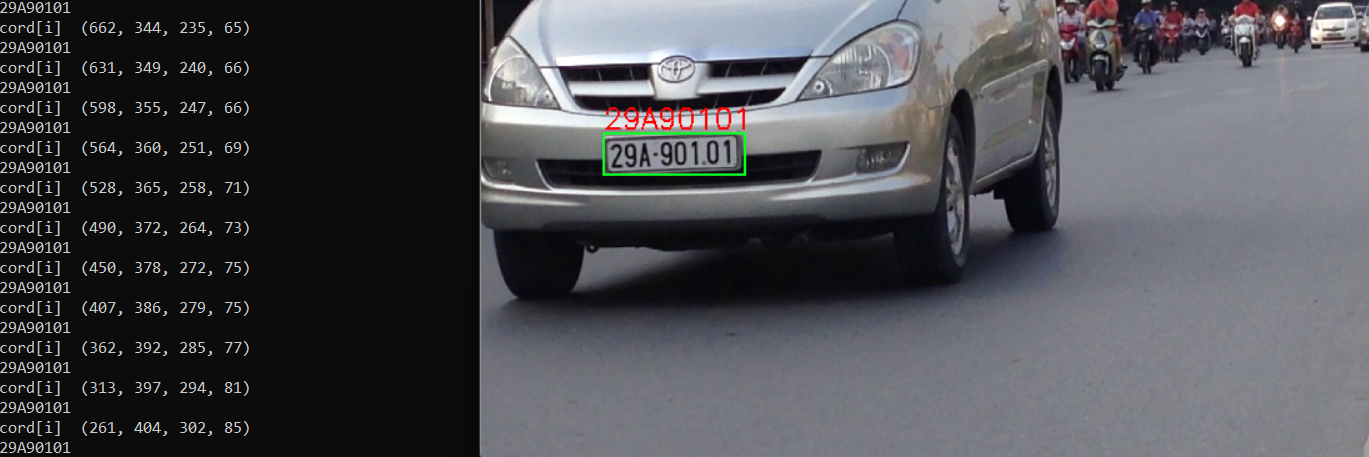 29A90101
cord[i]  (662, 344, 235, 65)
29A90101
cord[i]  (631, 349, 240, 66)
29A90101
cord[i]  (598, 355, 247, 66)
29A90101
cord[i]  (564, 360, 251, 69)
29A90101
cord[i]  (528, 365, 258, 71)
29A90101
cord[i]  (490, 372, 264, 73)
29A90101
cord[i]  (450, 378, 272, 75)
29A90101
cord[i]  (407, 386, 279, 75)
29A90101
cord[i]  (362, 392, 285, 77)
29A90101
cord[i]  (313, 397, 294, 81)
29A90101
cord[i]  (261, 404, 302, 85)
29A90101
29A90101
29A-901.01